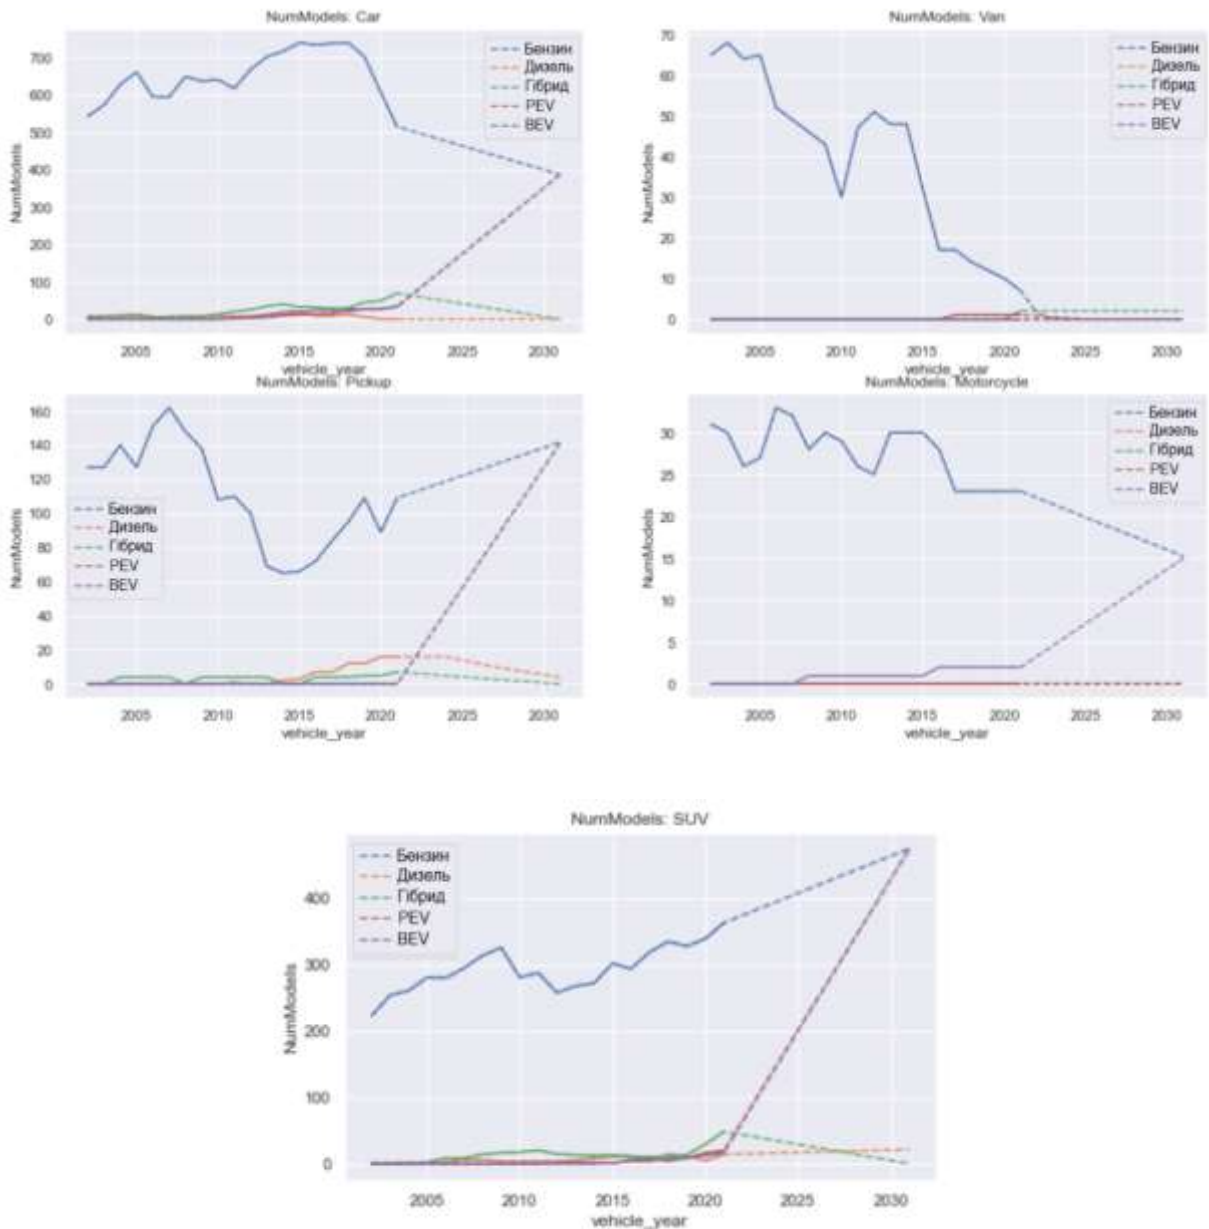 NumModels: Car
NumModels
700
600
500
400
300
200
100
0
Бензин
Дизель
Гібрид
PEV
BEV
2005 2010 2015 2020 2025 2030
vehicle_year
NumModels: Van
NumModels
70
60
50
40
30
20
10
0
Бензин
Дизель
Гібрид
PEV
BEV
2005 2010 2015 2020 2025 2030
vehicle_year
NumModels: Pickup
NumModels
160
140
120
100
80
60
40
20
0
Бензин
Дизель
Гібрид
PEV
BEV
2005 2010 2015 2020 2025 2030
vehicle_year
NumModels: Motorcycle
NumModels
30
25
20
15
10
5
0
Бензин
Дизель
Гібрид
PEV
BEV
2005 2010 2015 2020 2025 2030
vehicle_year
NumModels: SUV
NumModels
400
300
200
100
0
Бензин
Дизель
Гібрид
PEV
BEV
2005 2010 2015 2020 2025 2030
vehicle_year